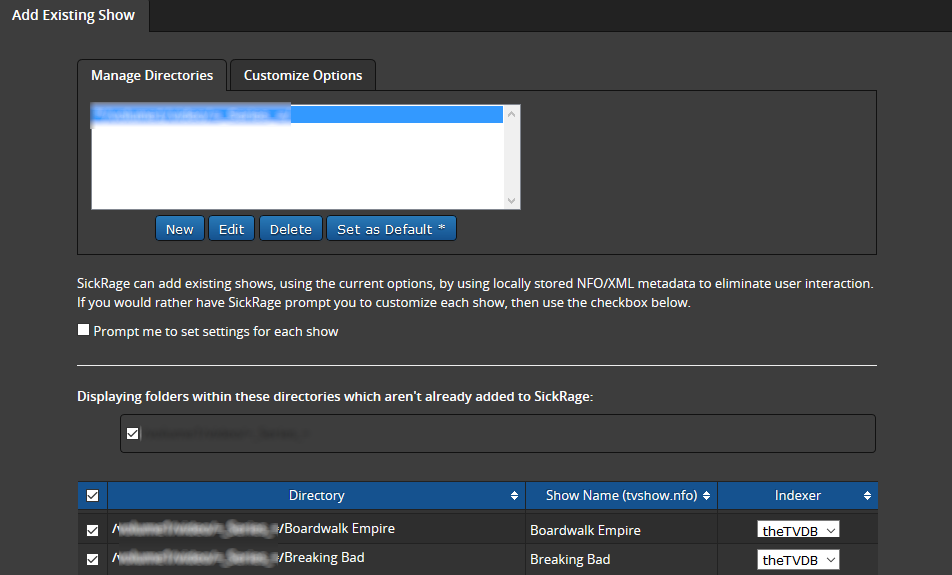 Add Existing Show
Manage Directories
Customize Options
New
Edit
Delete
Set as Default *
SickRage can add existing shows, using the current options, by using locally stored NFO/XML metadata to eliminate user interaction.
If you would rather have SickRage prompt you to customize each show, then use the checkbox below.
Prompt me to set settings for each show
Displaying folders within these directories which aren't already added to SickRage:
Directory
Show Name (tvshow.nfo)
Indexer
/Boardwalk Empire
Boardwalk Empire
theTVDB
/Breaking Bad
Breaking Bad
theTVDB